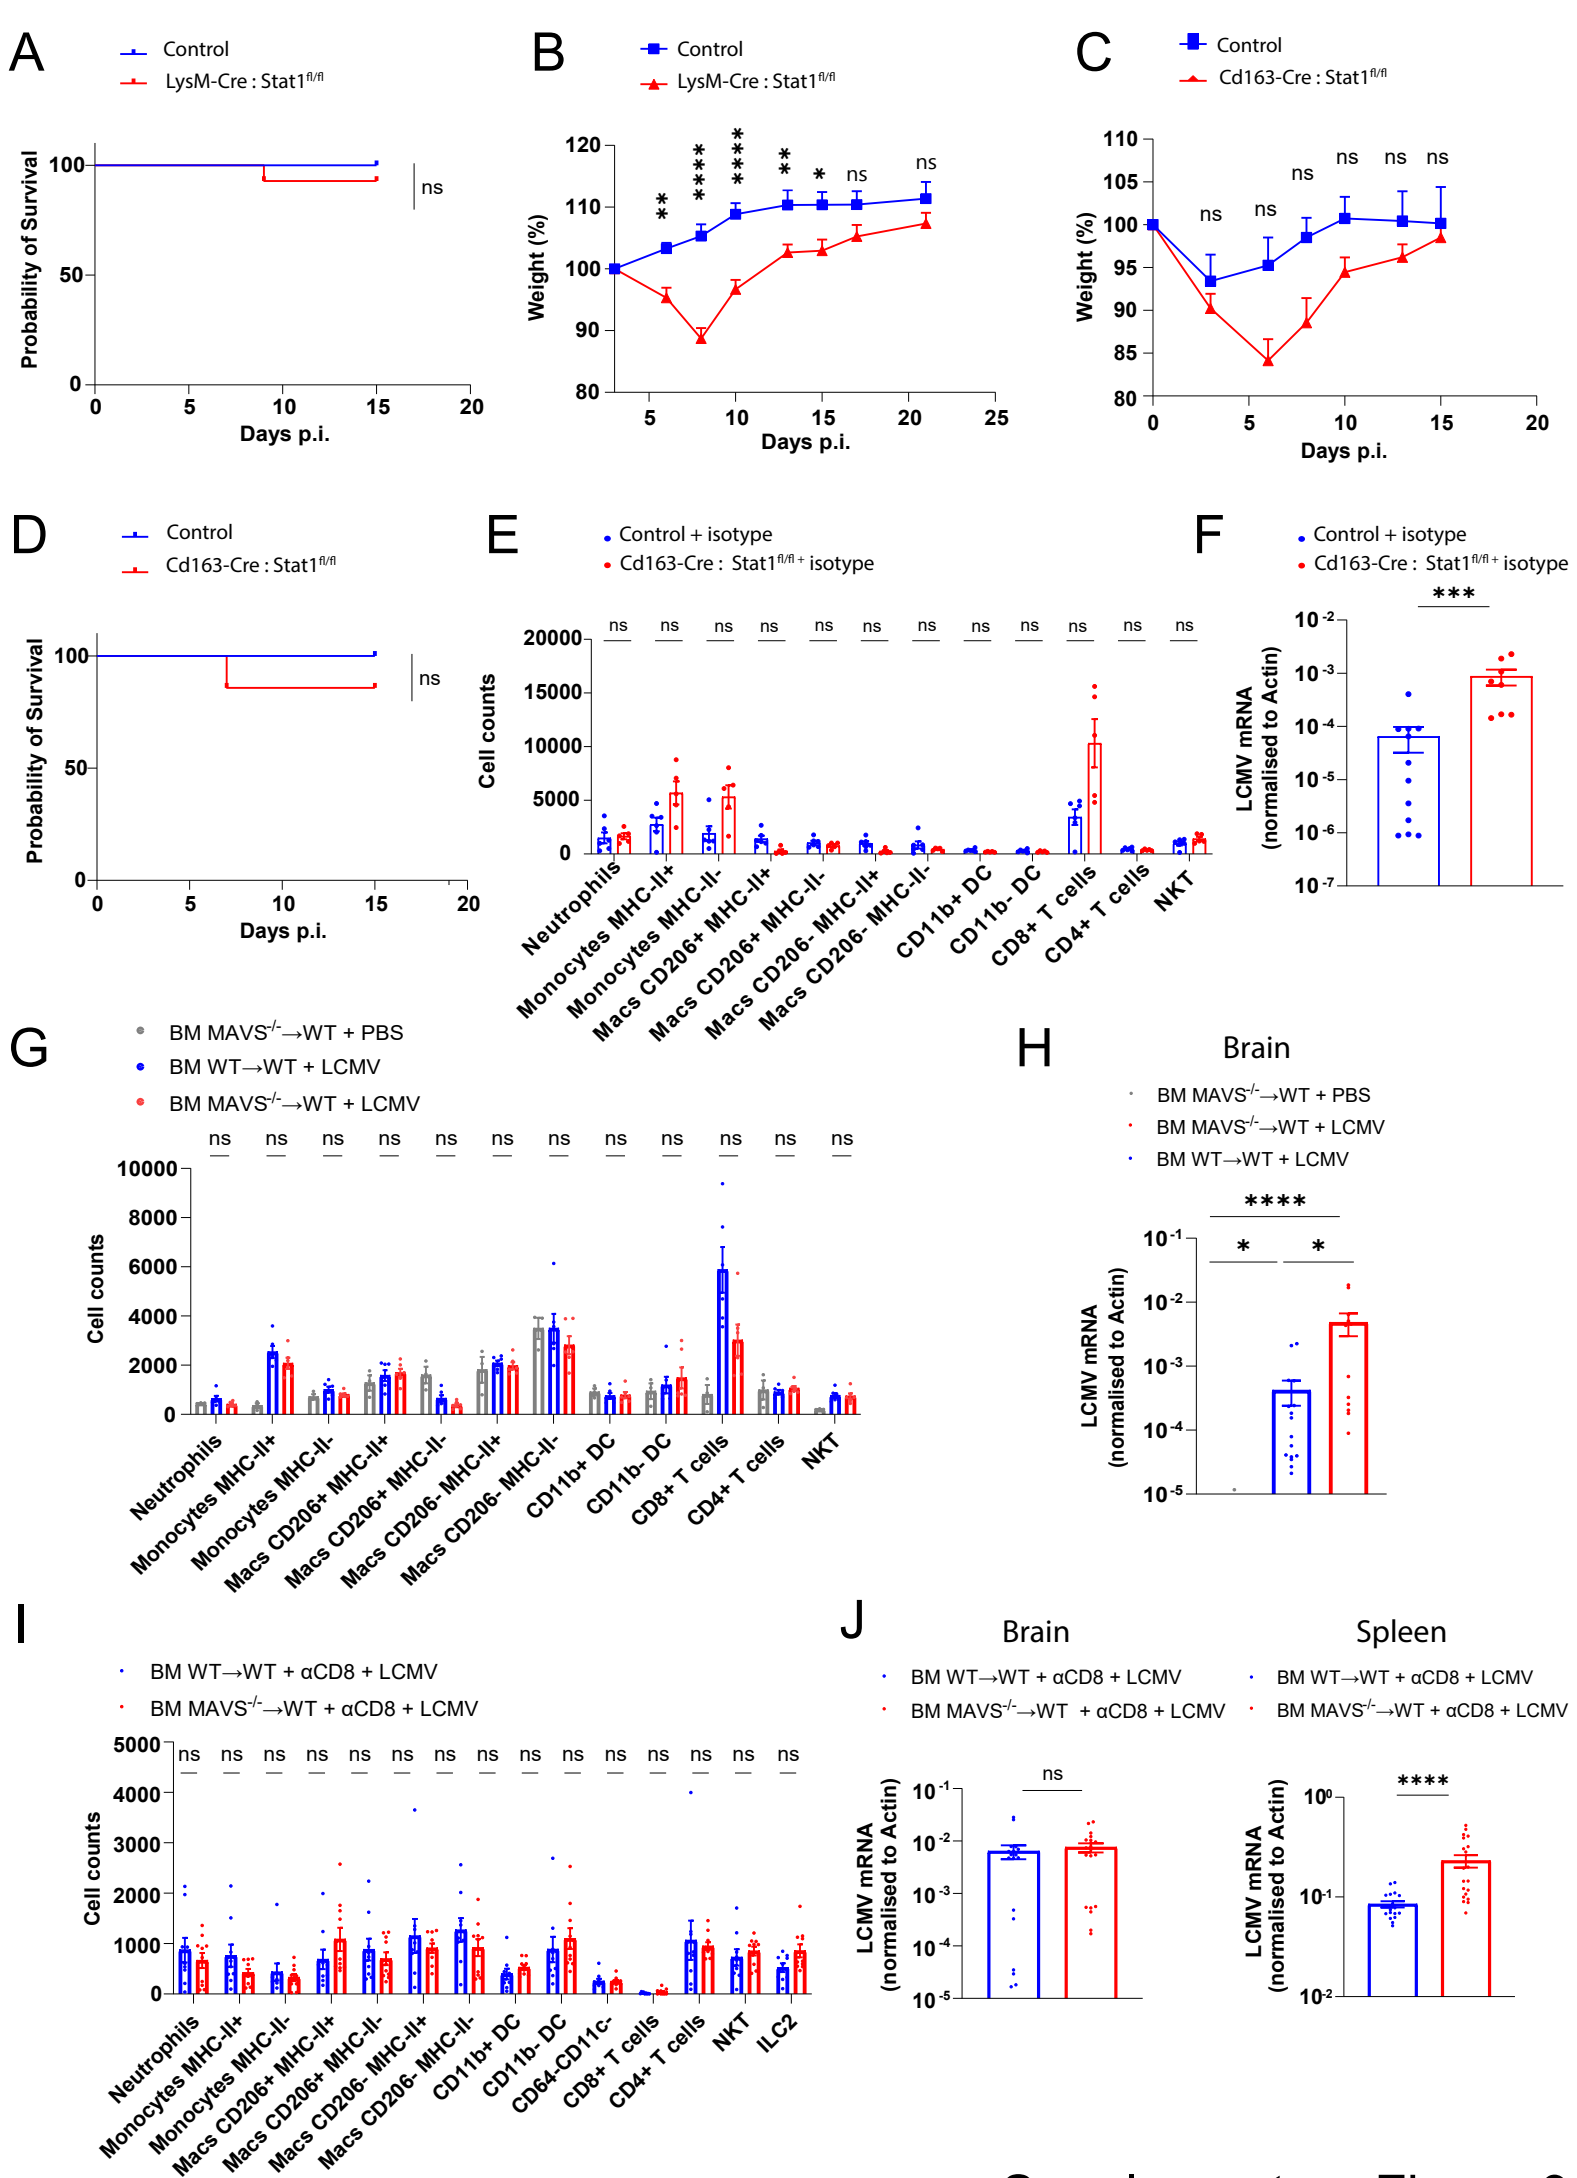 A
Control
LysM-Cre : Stat1fl/fl
Probability of Survival
100
50
0
0 5 10 15 20
Days p.i.
ns
B
Control
LysM-Cre : Stat1fl/fl
Weight (%)
120
110
100
90
80
5 10 15 20 25
Days p.i.
** **** **** ** * ns ns
C
Control
Cd163-Cre : Stat1fl/fl
Weight (%)
110
105
100
95
90
85
80
0 5 10 15 20
Days p.i.
ns ns ns ns ns ns
D
Control
Cd163-Cre : Stat1fl/fl
Probability of Survival
100
50
0
0 5 10 15 20
Days p.i.
ns
E
Control + isotype
Cd163-Cre : Stat1fl/fl + isotype
ns ns ns ns ns ns ns ns ns ns ns ns
Cell counts
20000
15000
10000
5000
0
Neutrophils
Monocytes MHC-II+
Monocytes MHC-II-
Macs CD206+ MHC-II+
Macs CD206+ MHC-II-
Macs CD206- MHC-II+
Macs CD206- MHC-II-
CD11b+ DC
CD11b- DC
CD8+ T cells
CD4+ T cells
NKT
F
Control + isotype
Cd163-Cre : Stat1fl/fl + isotype
***
LCMV mRNA
(normalised to Actin)
10-2
10-3
10-4
10-5
10-6
10-7
G
BM MAVS-/-→WT + PBS
BM WT→WT + LCMV
BM MAVS-/-→WT + LCMV
ns ns ns ns ns ns ns ns ns ns ns ns
Cell counts
10000
8000
6000
4000
2000
0
Neutrophils
Monocytes MHC-II+
Monocytes MHC-II-
Macs CD206+ MHC-II+
Macs CD206+ MHC-II-
Macs CD206- MHC-II+
Macs CD206- MHC-II-
CD11b+ DC
CD11b- DC
CD8+ T cells
CD4+ T cells
NKT
H
Brain
BM MAVS-/-→WT + PBS
BM MAVS-/-→WT + LCMV
BM WT→WT + LCMV
****
* *
LCMV mRNA
(normalised to Actin)
10-1
10-2
10-3
10-4
10-5
I
BM WT→WT + αCD8 + LCMV
BM MAVS-/-→WT + αCD8 + LCMV
ns ns ns ns ns ns ns ns ns ns ns ns ns ns ns
Cell counts
5000
4000
3000
2000
1000
0
Neutrophils
Monocytes MHC-II+
Monocytes MHC-II-
Macs CD206+ MHC-II+
Macs CD206+ MHC-II-
Macs CD206- MHC-II+
Macs CD206- MHC-II-
CD11b+ DC
CD11b- DC
CD64-CD11c-
CD8+ T cells
CD4+ T cells
NKT
ILC2
J
Brain
BM WT→WT + αCD8 + LCMV
BM MAVS-/-→WT + αCD8 + LCMV
ns
LCMV mRNA
(normalised to Actin)
10-1
10-2
10-3
10-4
10-5
Spleen
BM WT→WT + αCD8 + LCMV
BM MAVS-/-→WT + αCD8 + LCMV
****
LCMV mRNA
(normalised to Actin)
100
10-1
10-2